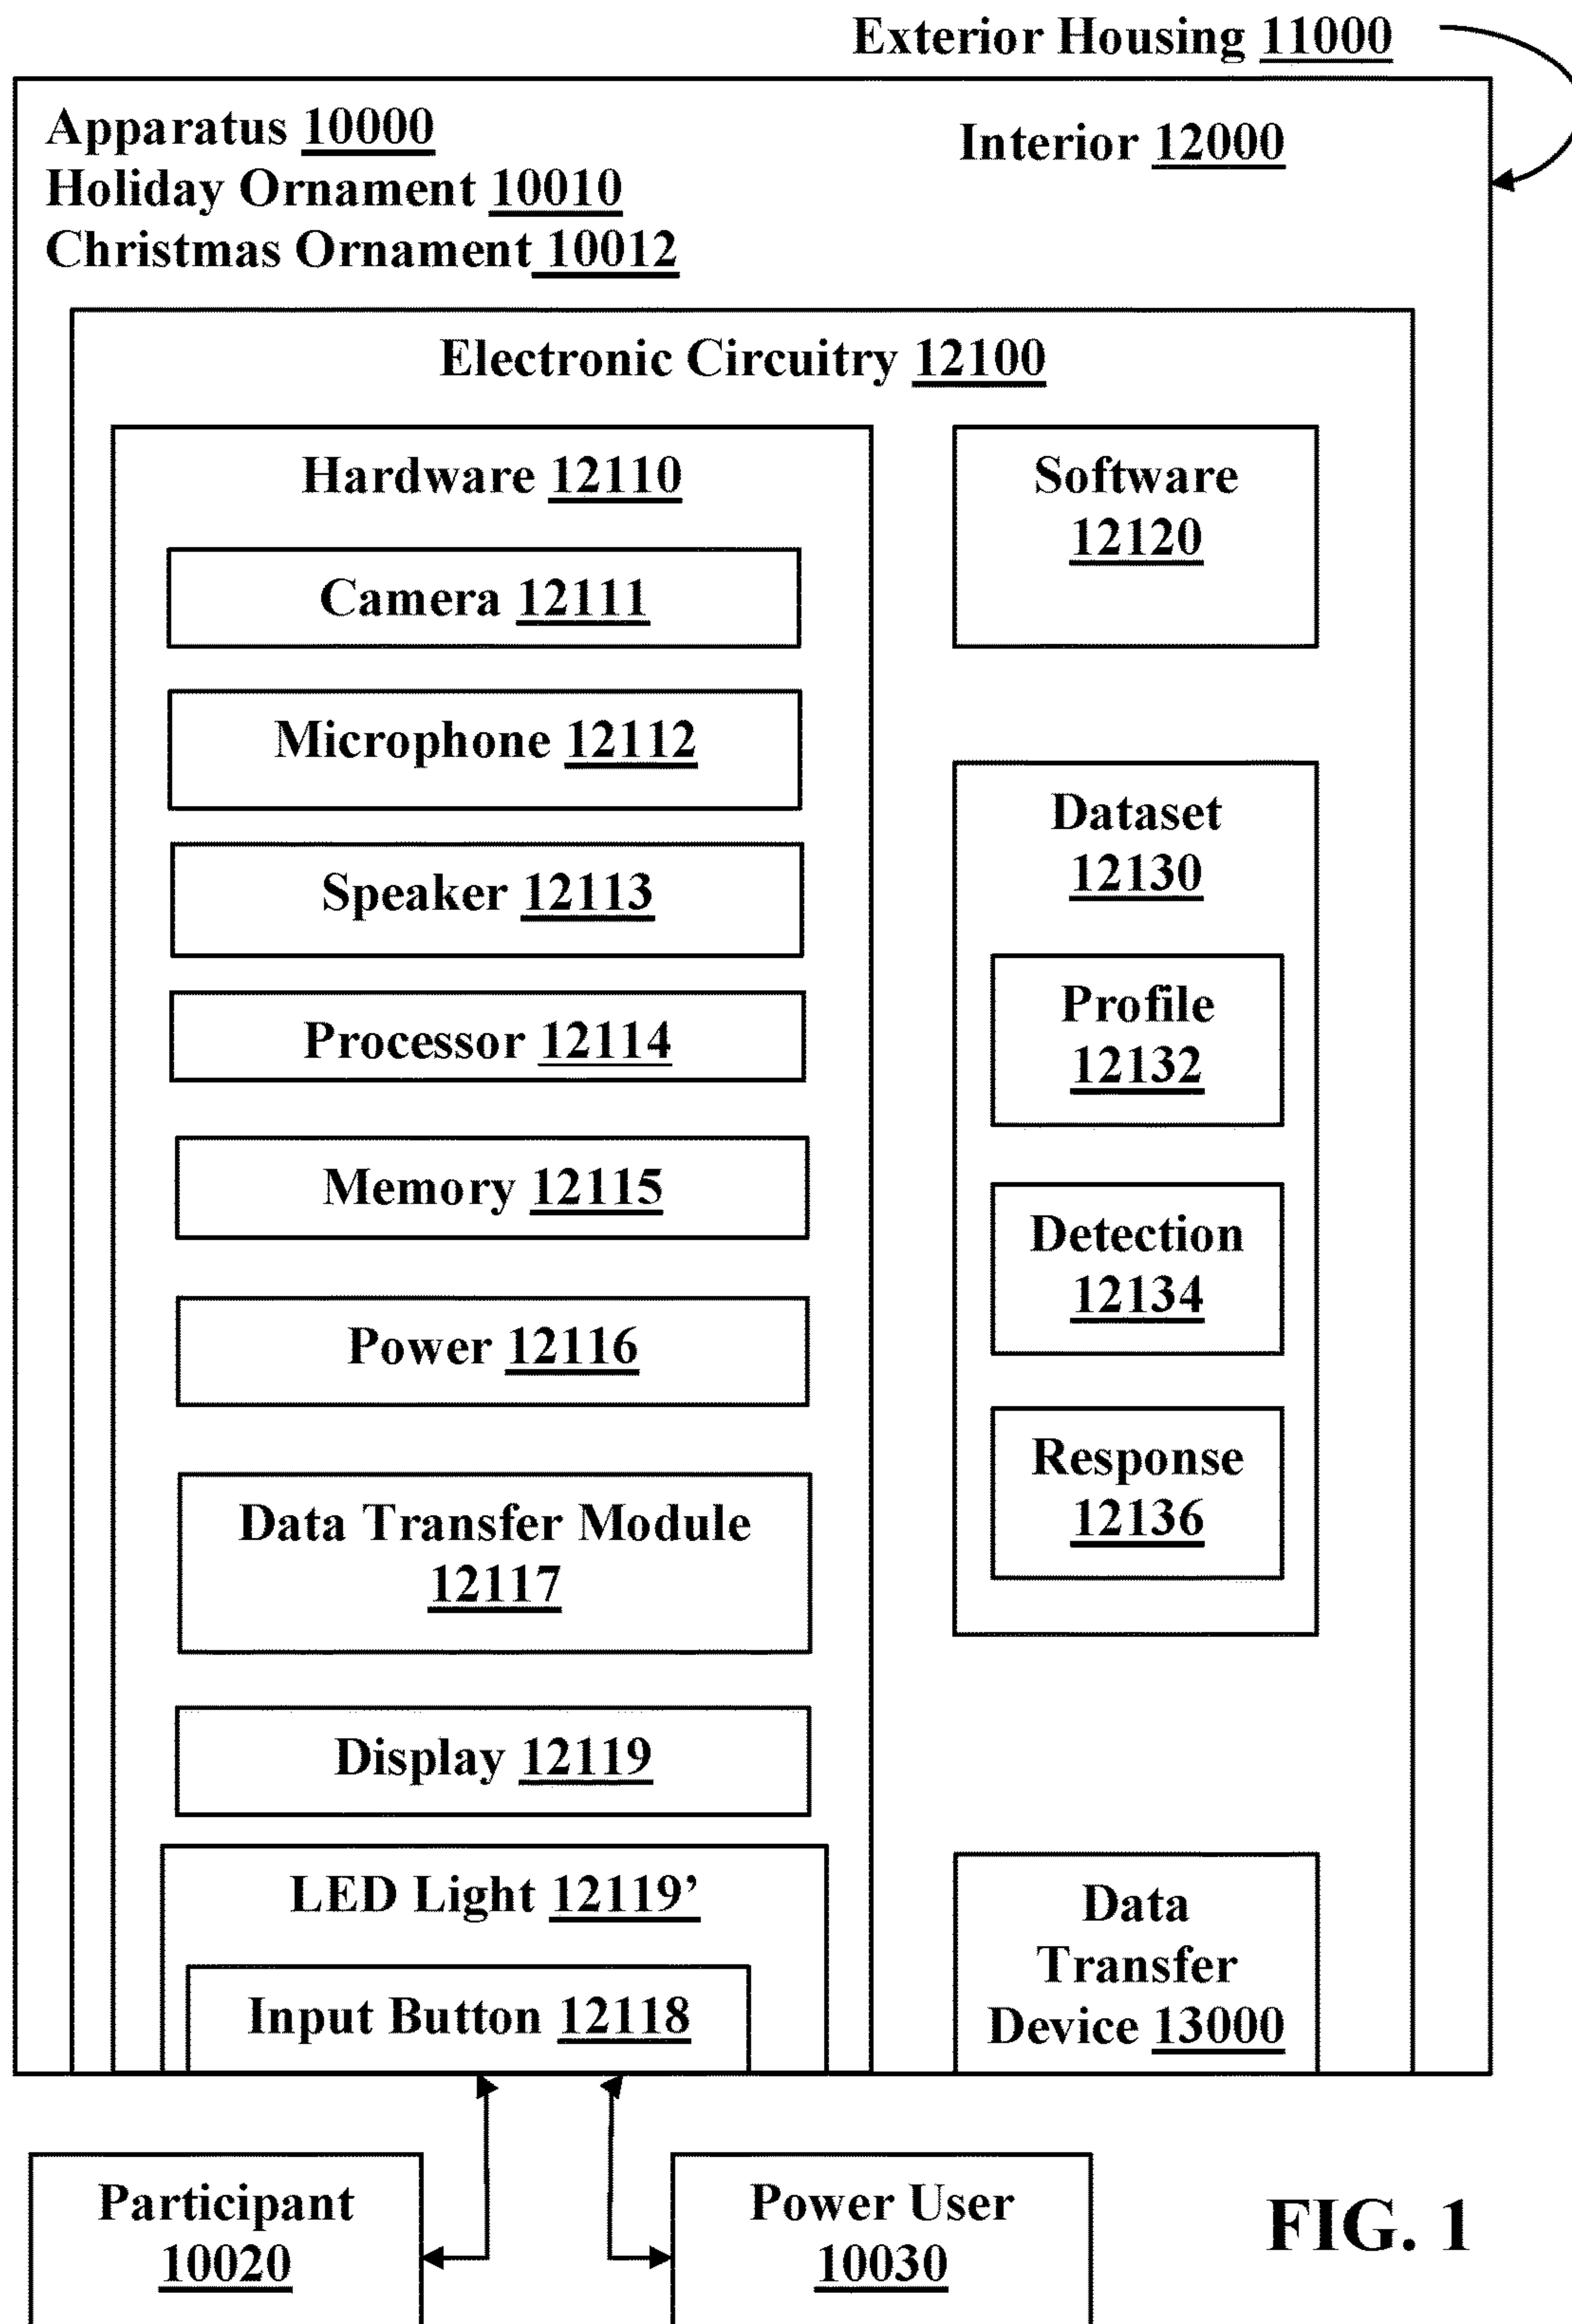 Exterior Housing 11000
Apparatus 10000
Holiday Ornament 10010
Christmas Ornament 10012
Interior 12000
Electronic Circuitry 12100
Hardware 12110
Camera 12111
Microphone 12112
Speaker 12113
Processor 12114
Memory 12115
Power 12116
Data Transfer Module
12117
Display 12119
LED Light 12119’
Input Button 12118
Software
12120
Dataset
12130
Profile
12132
Detection
12134
Response
12136
Data
Transfer
Device 13000
Participant
10020
Power User
10030
FIG. 1